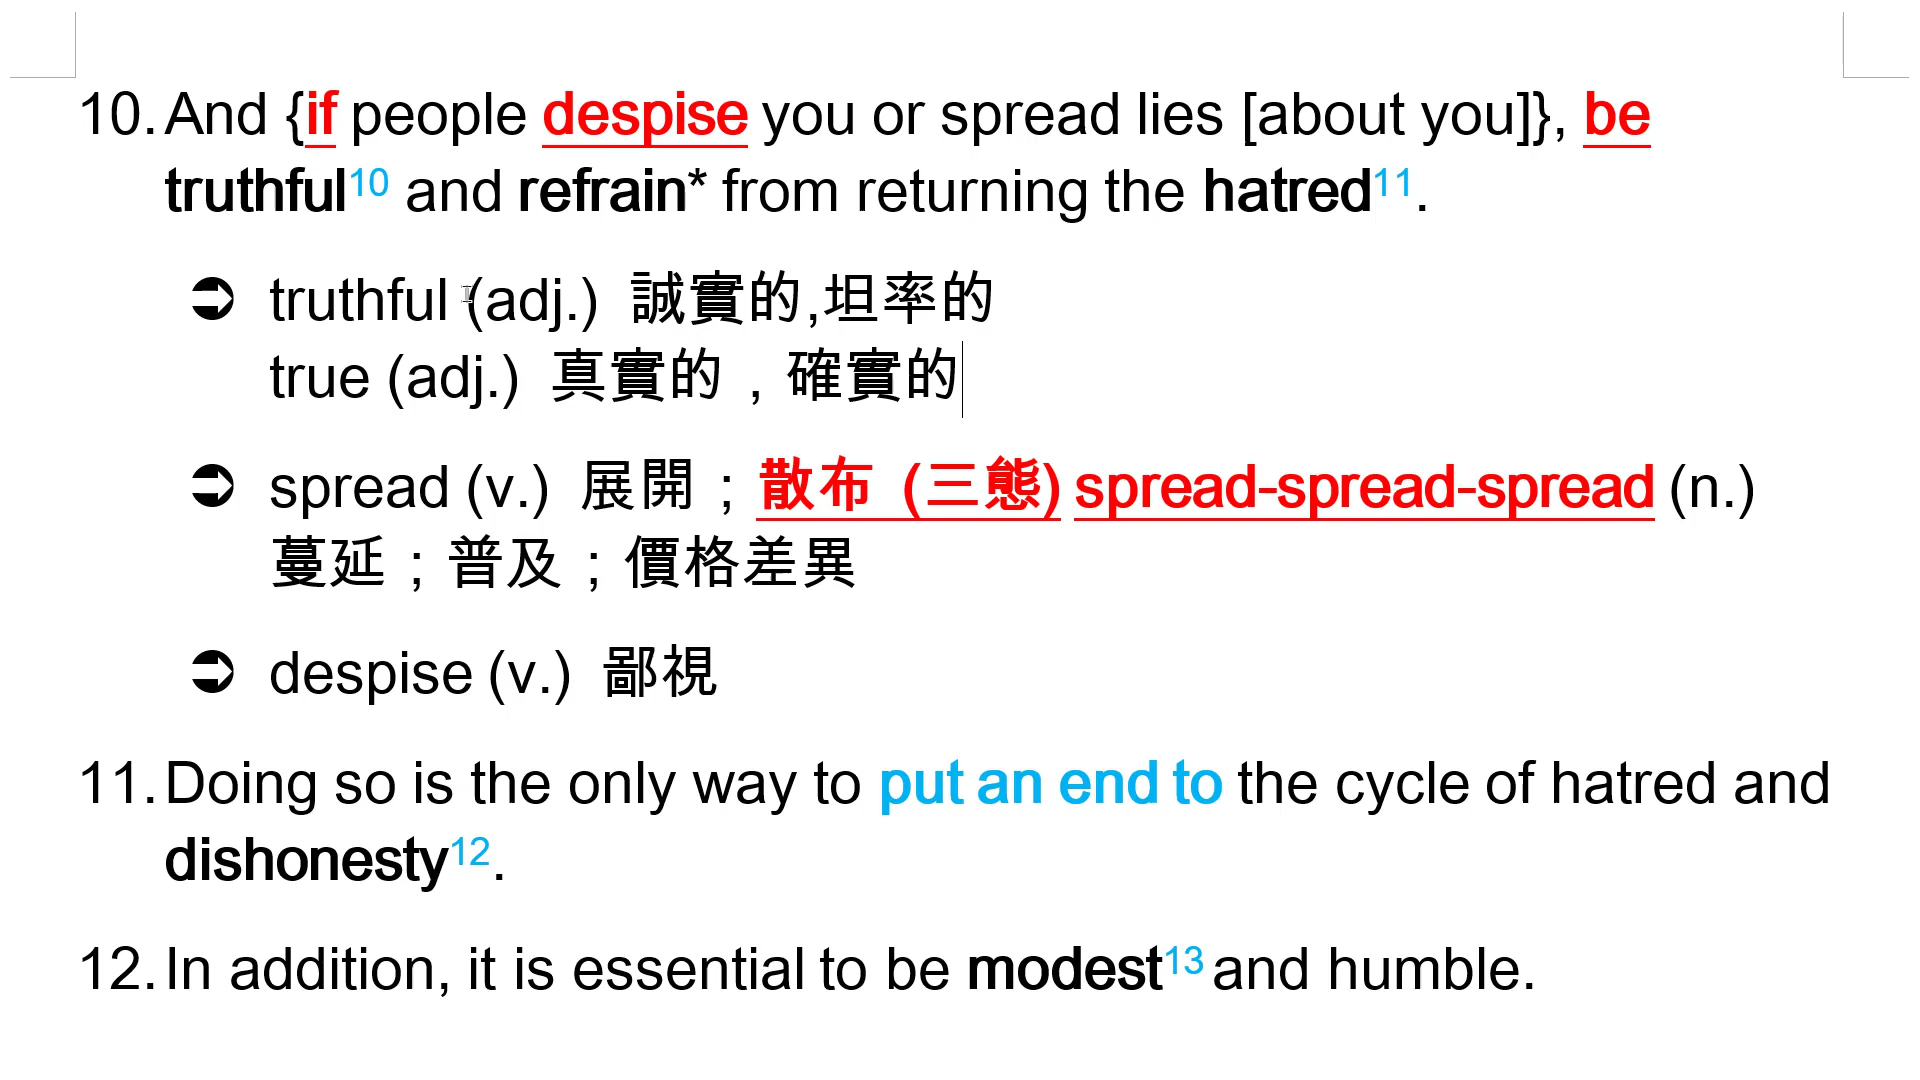 10. And {if people despise you or spread lies [about you]}, be
truthful10 and refrain* from returning the hatred11.
➲ truthful (adj.) 誠實的,坦率的
true (adj.) 真實的，確實的
➲ spread (v.) 展開；散布 (三態) spread-spread-spread (n.)
蔓延；普及；價格差異
➲ despise (v.) 鄙視
11. Doing so is the only way to put an end to the cycle of hatred and
dishonesty12.
12. In addition, it is essential to be modest13 and humble.